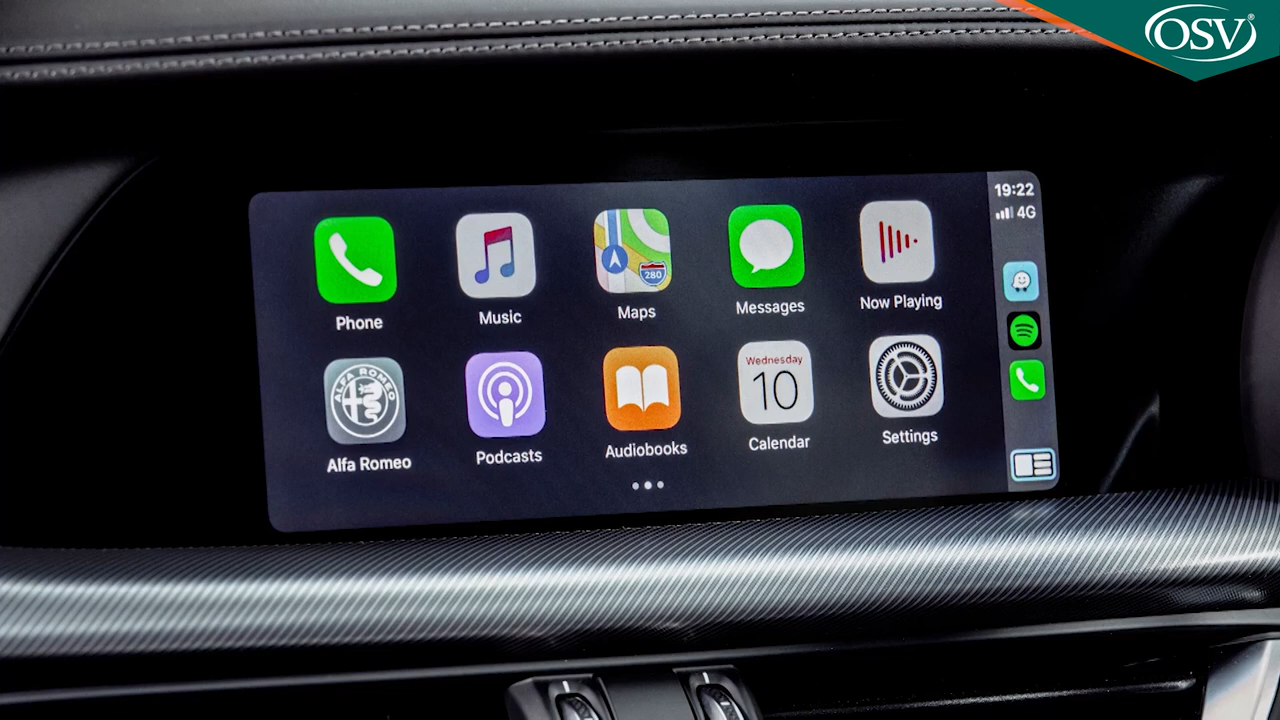 OSV
19:22
4G
280
Phone
Music
Maps
Messages
Now Playing
ALFA ROMEO
Wednesday
10
Alfa Romeo
Podcasts
Audiobooks
Calendar
Settings